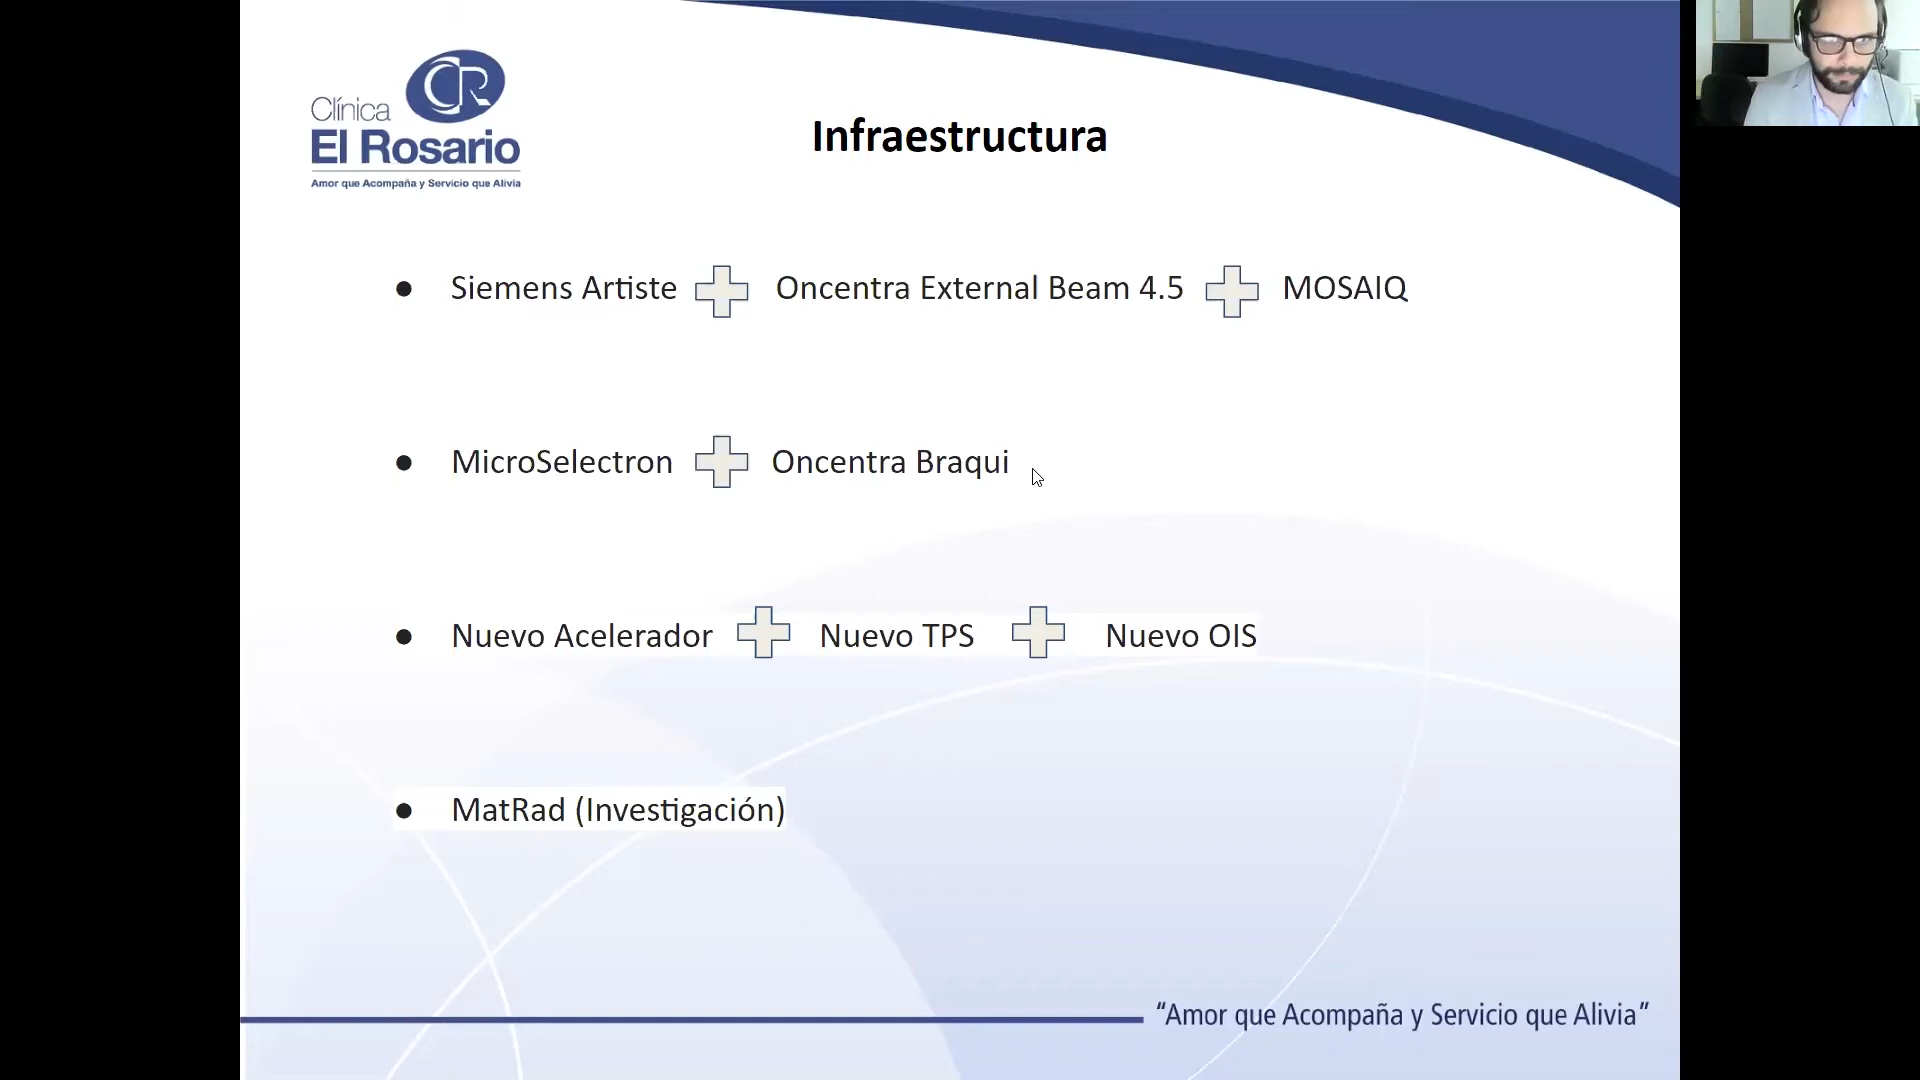 Clínica
CR
El Rosario
Amor que Acompaña y Servicio que Alivia
Infraestructura
● Siemens Artiste Oncentra External Beam 4.5 MOSAIQ
● MicroSelectron Oncentra Braqui
● Nuevo Acelerador Nuevo TPS Nuevo OIS
● MatRad (Investigación)
“Amor que Acompaña y Servicio que Alivia”